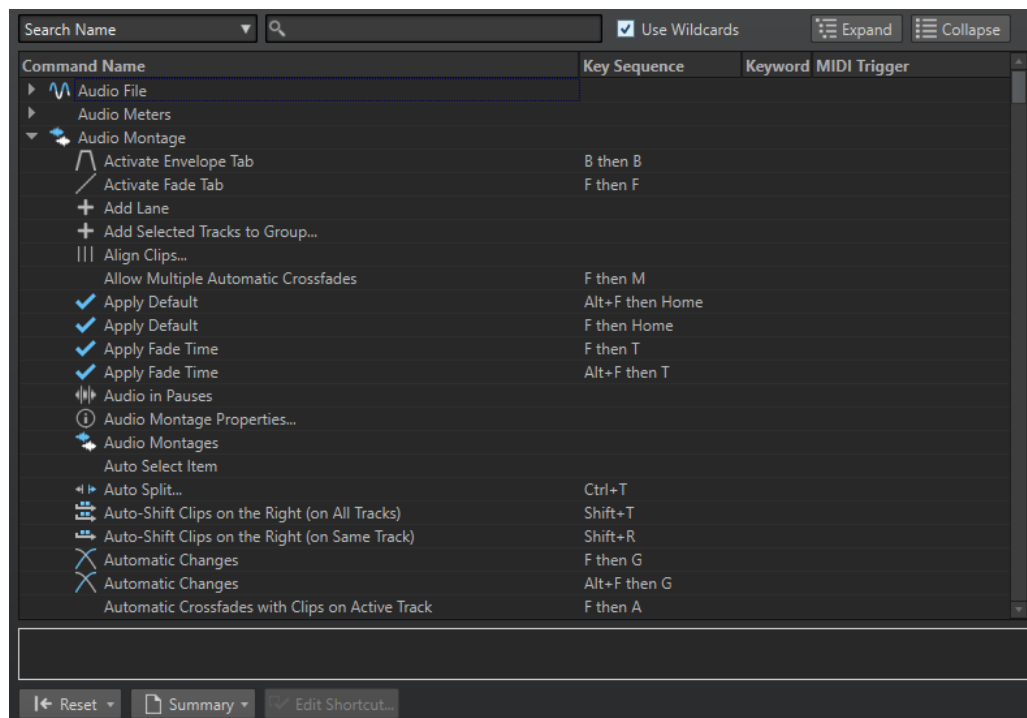 Search Name Use Wildcards Expand Collapse
Command Name Key Sequence Keyword MIDI Trigger
Audio File
Audio Meters
Audio Montage
Activate Envelope Tab B then B
Activate Fade Tab F then F
Add Lane
Add Selected Tracks to Group...
Align Clips...
Allow Multiple Automatic Crossfades F then M
Apply Default Alt+F then Home
Apply Default F then Home
Apply Fade Time F then T
Apply Fade Time Alt+F then T
Audio in Pauses
Audio Montage Properties...
Audio Montages
Auto Select Item
Auto Split... Ctrl+T
Auto-Shift Clips on the Right (on All Tracks) Shift+T
Auto-Shift Clips on the Right (on Same Track) Shift+R
Automatic Changes F then G
Automatic Changes Alt+F then G
Automatic Crossfades with Clips on Active Track F then A
Reset Summary Edit Shortcut...